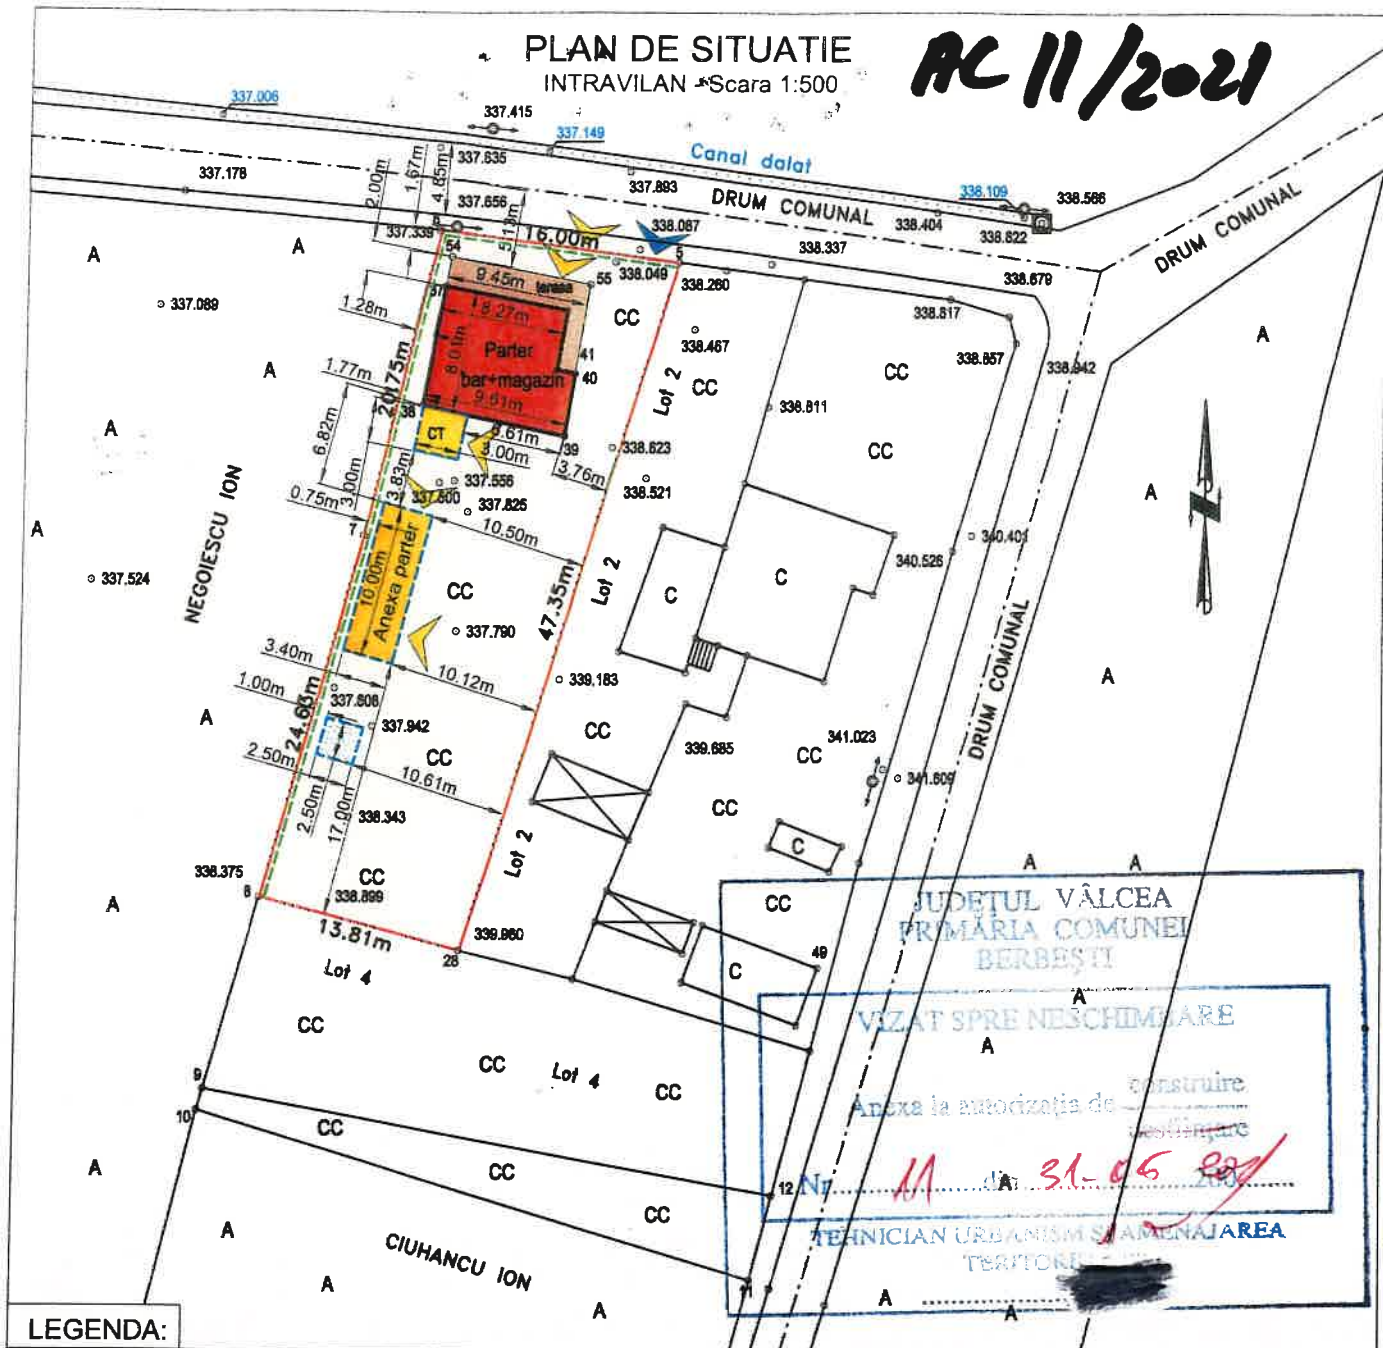 PLAN DE SITUATIE
INTRAVILAN - Scara 1:500
AC 11/2021
337.006
337.415
337.149
337.635
Canal dalat
337.178
2.00m
1.67m
4.85m
337.893
DRUM COMUNAL
338.109
338.566
337.656
338.404
338.622
DRUM COMUNAL
337.339
6
54
16.00m
338.087
5
338.337
338.049
338.260
338.679
9.45m
terasa
55
37
CC
337.089
1.28m
8.27m
338.467
338.617
Parter
bar+magazin
8.01m
41
40
338.657
338.942
1.77m
20.75m
9.61m
Lot 2
CC
CC
38
CT
6.61m
39
338.611
6.82m
3.00m
338.623
CC
3.00m
3.83m
3.76m
337.556
337.600
338.521
0.75m
7
337.625
NEGOIESCU ION
10.50m
340.401
340.526
337.524
10.00m
Anexa parter
CC
47.35m
Lot 2
C
C
337.790
DRUM COMUNAL
3.40m
10.12m
1.00m
337.606
339.183
24.63m
337.942
CC
CC
339.685
341.023
CC
2.50m
10.61m
341.609
2.50m
17.00m
338.343
CC
C
Lot 2
338.375
8
CC
338.899
CC
13.81m
339.960
28
Lot 4
C
49
JUDEŢUL VÂLCEA
PRIMĂRIA COMUNEI
BERBEŞTI
VIZAT SPRE NESCHIMBARE
CC
CC
Lot 4
CC
Anexa la autorizaţia de construire
desfiinţare
9
10
CC
CC
12
Nr. 11 din 31-05
CC
TEHNICIAN URBANISM ŞI AMENAJAREA
CIUHANCU ION
11
A A A A A A A A A A A A A A A A A A A A A A
LEGENDA: